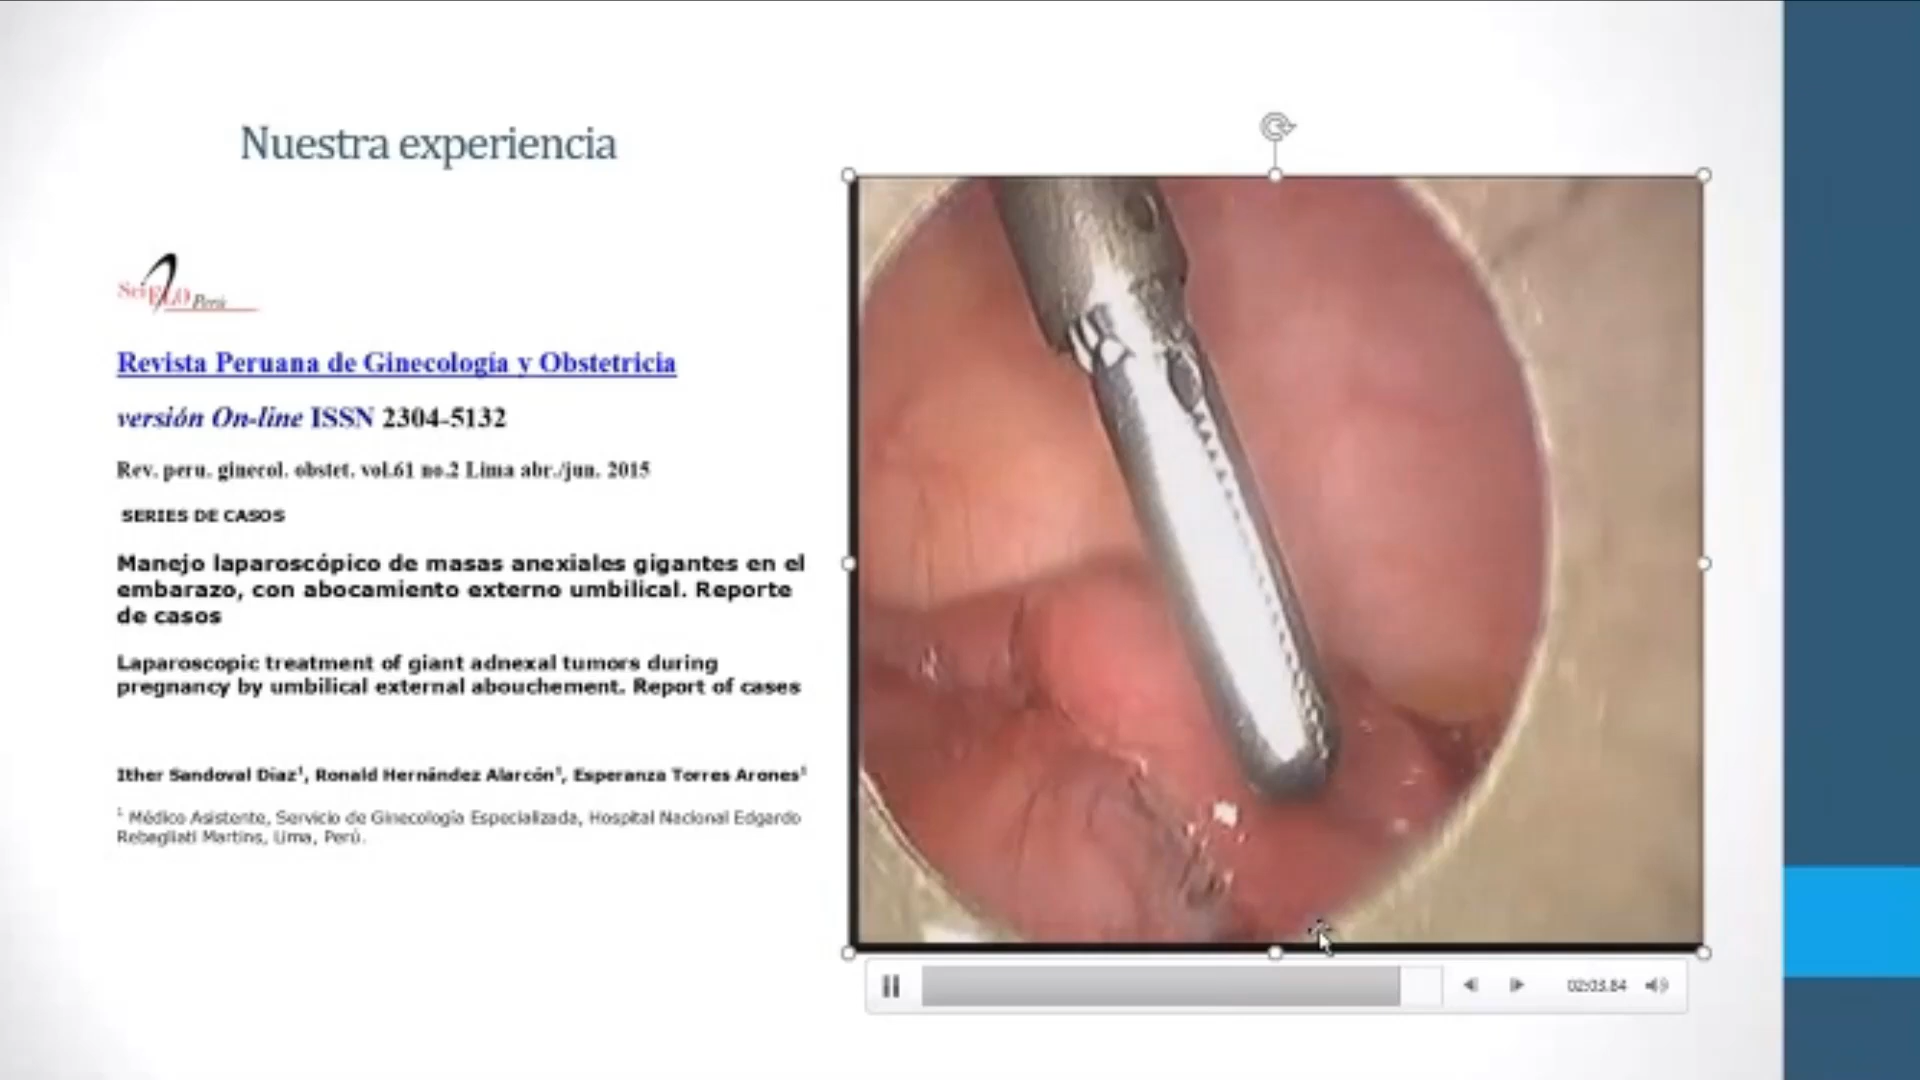 Nuestra experiencia
SciELO Perú
Revista Peruana de Ginecología y Obstetricia
versión On-line ISSN 2304-5132
Rev. peru. ginecol. obstet. vol.61 no.2 Lima abr./jun. 2015
SERIES DE CASOS
Manejo laparoscópico de masas anexiales gigantes en el
embarazo, con abocamiento externo umbilical. Reporte
de casos
Laparoscopic treatment of giant adnexal tumors during
pregnancy by umbilical external abouchement. Report of cases
Ither Sandoval Díaz¹, Ronald Hernández Alarcón¹, Esperanza Torres Arones¹
¹ Médico Asistente, Servicio de Ginecología Especializada, Hospital Nacional Edgardo
Rebagliati Martins, Lima, Perú.
02:03.84